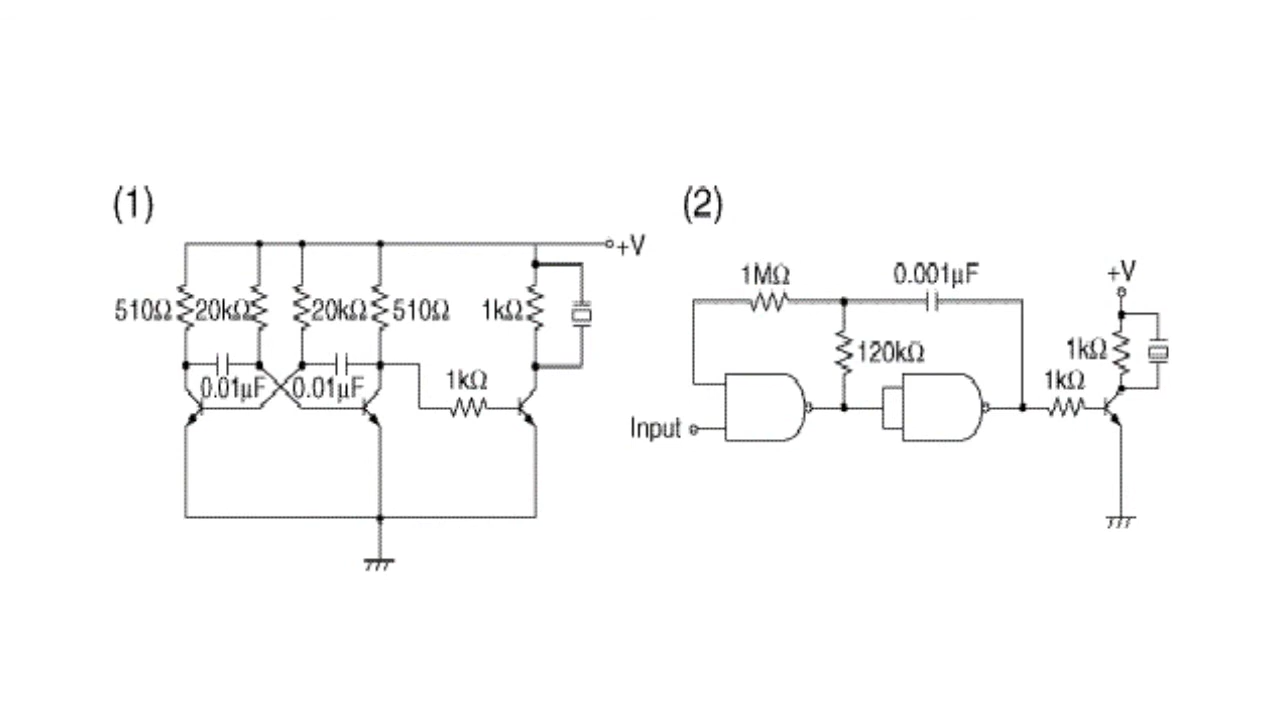 (1)
+V
510Ω 20kΩ 20kΩ 510Ω 1kΩ
0.01µF 0.01µF
1kΩ
(2)
1MΩ 0.001µF
+V
120kΩ 1kΩ
1kΩ
Input